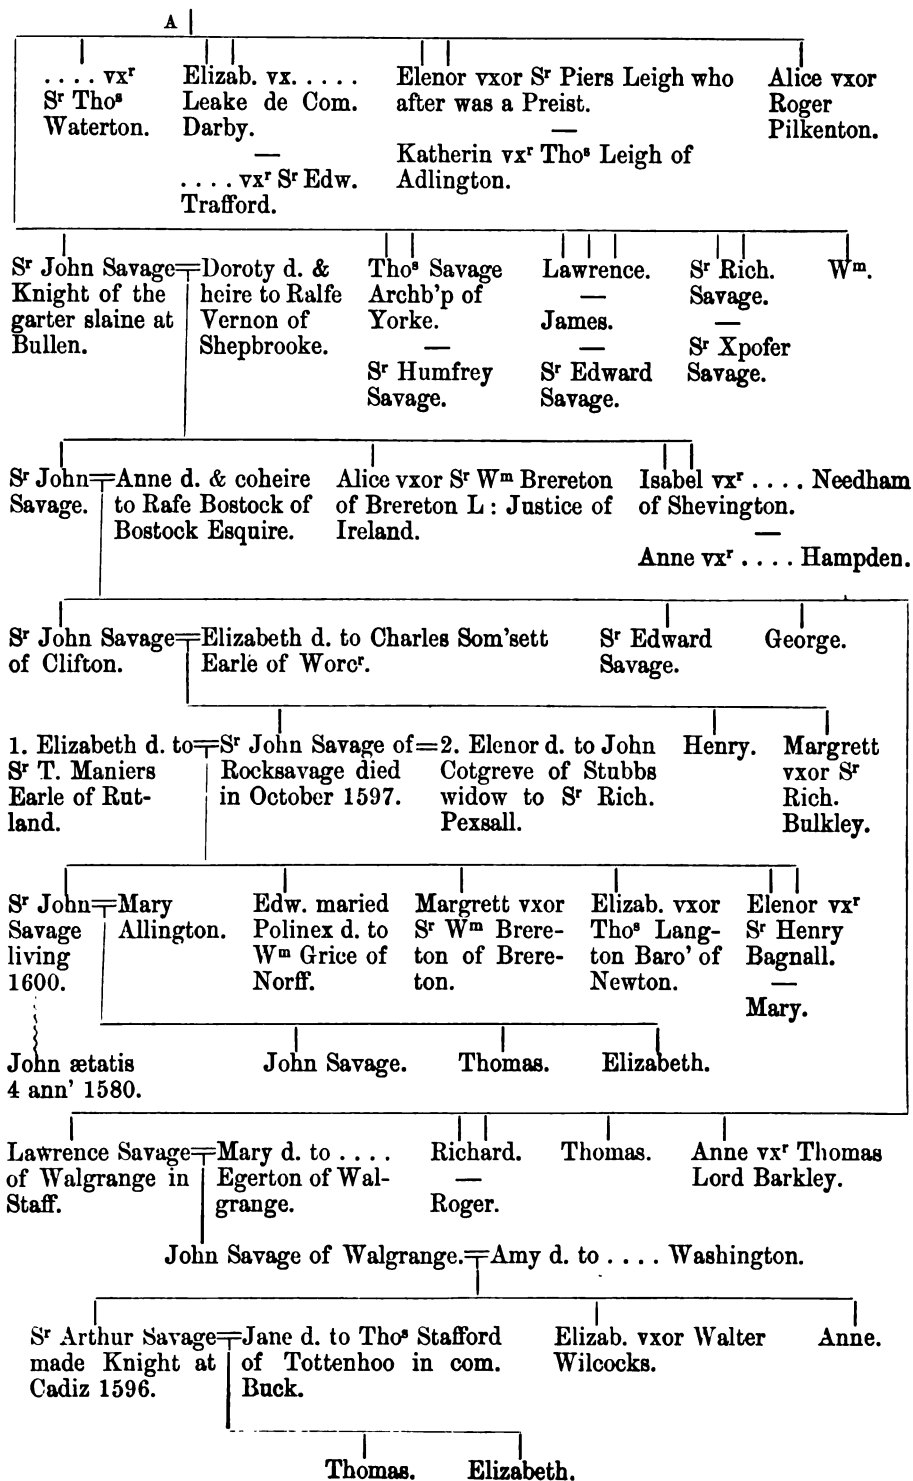 A
. . . . vxʳ
Sʳ Thoˢ
Waterton.
Elizab. vx. . . . .
Leake de Com.
Darby.
—
. . . . vxʳ Sʳ Edw.
Trafford.
Elenor vxor Sʳ Piers Leigh who
after was a Preist.
—
Katherin vxʳ Thoˢ Leigh of
Adlington.
Alice vxor
Roger
Pilkenton.
Sʳ John Savage
Knight of the
garter slaine at
Bullen.
Doroty d. &
heire to Ralfe
Vernon of
Shepbrooke.
Thoˢ Savage
Archb'p of
Yorke.
—
Sʳ Humfrey
Savage.
Lawrence.
—
James.
—
Sʳ Edward
Savage.
Sʳ Rich.
Savage.
—
Sʳ Xpofer
Savage.
Wᵐ.
Sʳ John
Savage.
Anne d. & coheire
to Rafe Bostock of
Bostock Esquire.
Alice vxor Sʳ Wᵐ Brereton
of Brereton L : Justice of
Ireland.
Isabel vxʳ . . . . Needham
of Shevington.
—
Anne vxʳ . . . . Hampden.
Sʳ John Savage
of Clifton.
Elizabeth d. to Charles Som'sett
Earle of Worcʳ.
Sʳ Edward
Savage.
George.
1. Elizabeth d. to
Sʳ T. Maniers
Earle of Rut-
land.
Sʳ John Savage of
Rocksavage died
in October 1597.
=2. Elenor d. to John
Cotgreve of Stubbs
widow to Sʳ Rich.
Pexsall.
Henry.
Margrett
vxor Sʳ
Rich.
Bulkley.
Sʳ John
Savage
living
1600.
Mary
Allington.
Edw. maried
Polinex d. to
Wᵐ Grice of
Norff.
Margrett vxor
Sʳ Wᵐ Brere-
ton of Brere-
ton.
Elizab. vxor
Thoˢ Lang-
ton Baro' of
Newton.
Elenor vxʳ
Sʳ Henry
Bagnall.
—
Mary.
John ætatis
4 ann' 1580.
John Savage.
Thomas.
Elizabeth.
Lawrence Savage
of Walgrange in
Staff.
Mary d. to . . . .
Egerton of Wal-
grange.
Richard.
—
Roger.
Thomas.
Anne vxʳ Thomas
Lord Barkley.
John Savage of Walgrange.
Amy d. to . . . . Washington.
Sʳ Arthur Savage
made Knight at
Cadiz 1596.
Jane d. to Thoˢ Stafford
of Tottenhoo in com.
Buck.
Elizab. vxor Walter
Wilcocks.
Anne.
Thomas.
Elizabeth.